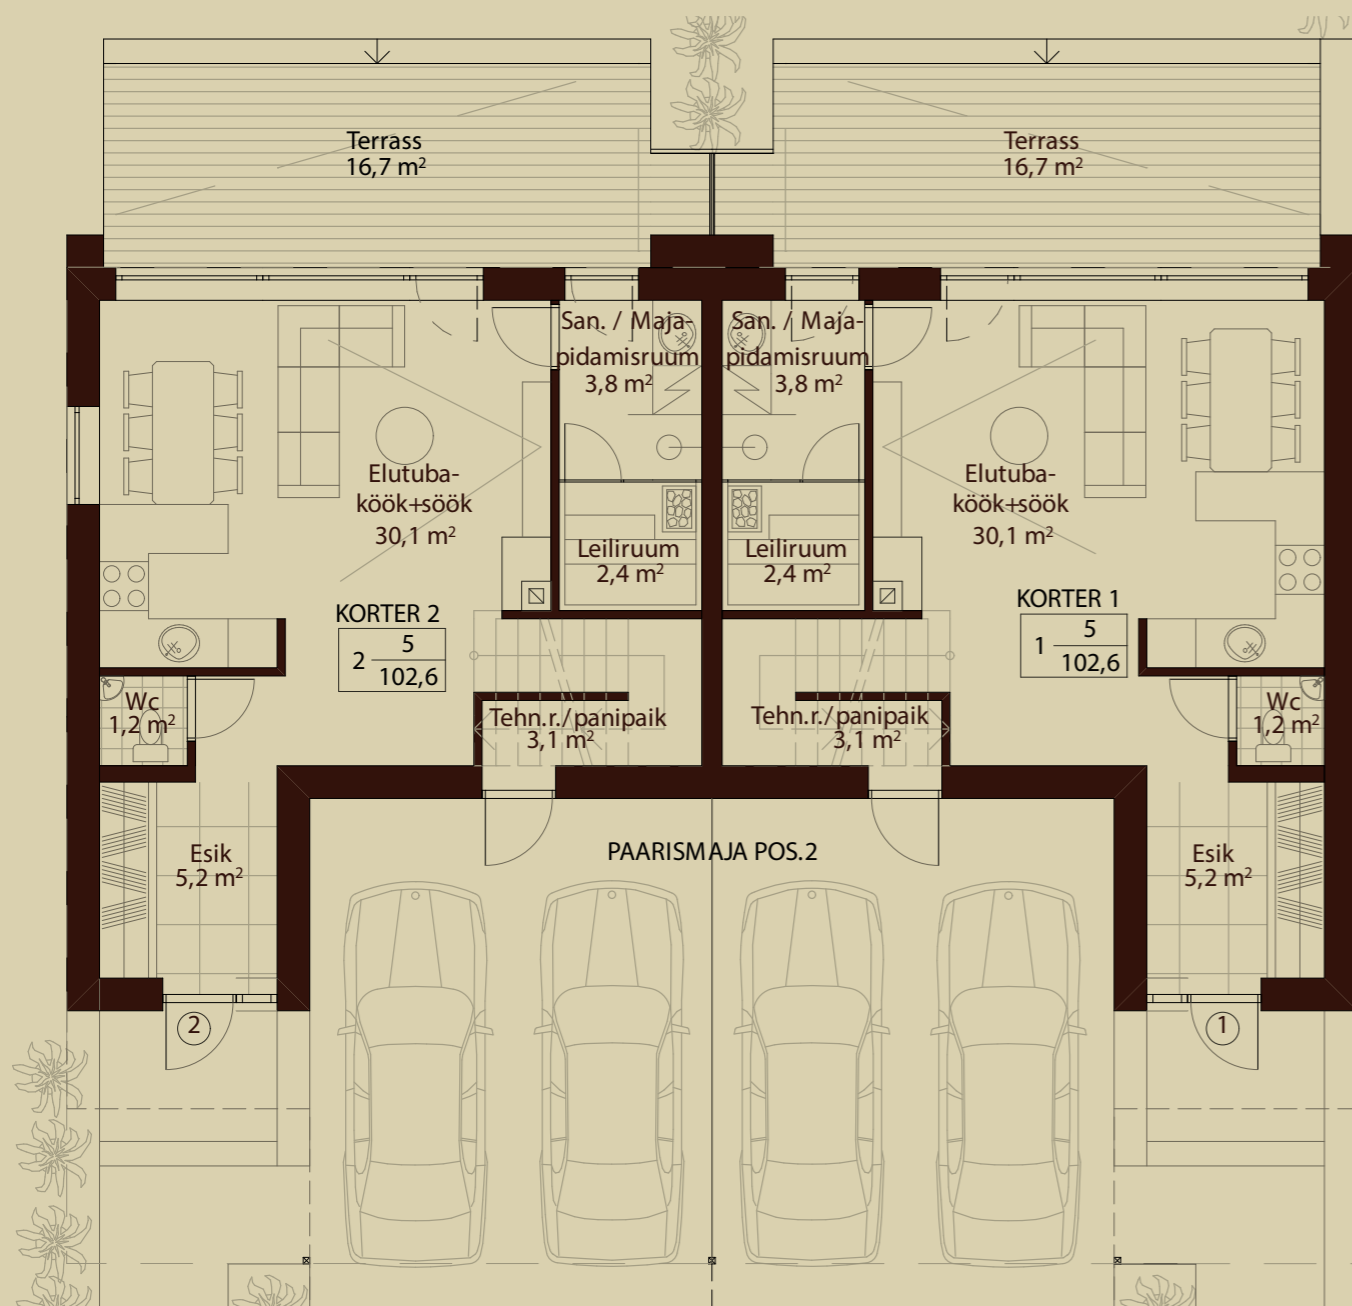 Terrass
16,7 m²
Terrass
16,7 m²
San. / Maja-
pidamisruum
3,8 m²
San. / Maja-
pidamisruum
3,8 m²
Elutuba-
köök+söök
30,1 m²
Elutuba-
köök+söök
30,1 m²
Leiliruum
2,4 m²
Leiliruum
2,4 m²
KORTER 2
2 5
102,6
KORTER 1
1 5
102,6
Wc
1,2 m²
Tehn.r./panipaik
3,1 m²
Tehn.r./panipaik
3,1 m²
Wc
1,2 m²
PAARISMAJA POS.2
Esik
5,2 m²
Esik
5,2 m²
2
1